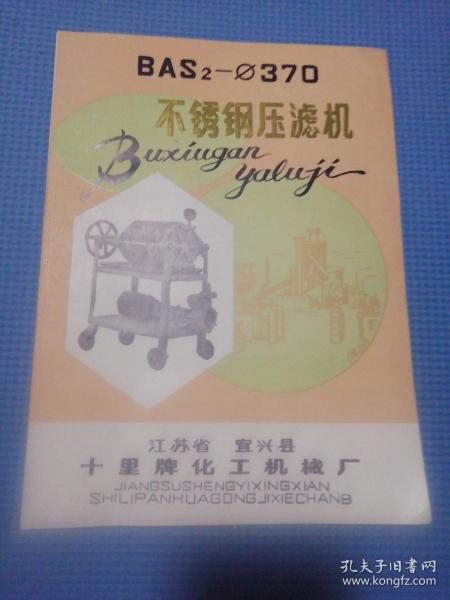 BAS₂-Ø370
不锈钢压滤机
Buxiugan
yaluji
江苏省 宜兴县
十里牌化工机械厂
JIANGSUSHENGYIXINGXIAN
SHILIPANHUAGONGJIXIECHANB
孔夫子旧书网
www.kongfz.com